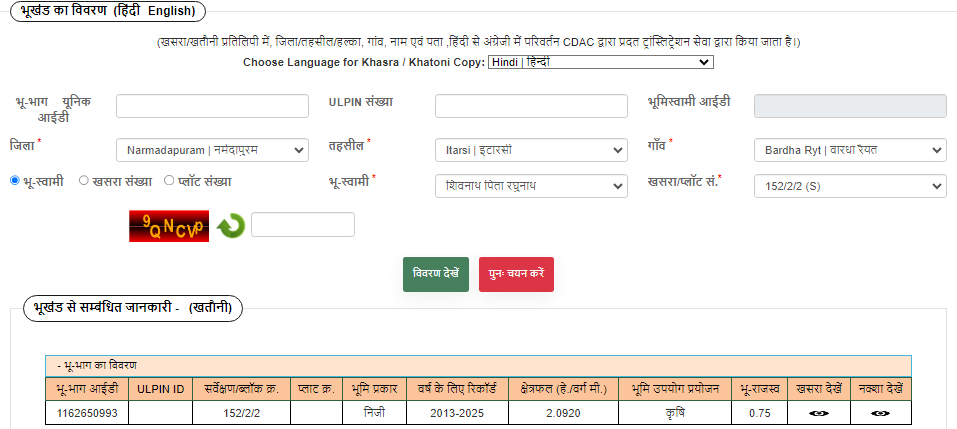 भूखंड का विवरण (हिंदी English)
(खसरा/खतौनी प्रतिलिपी में, जिला/तहसील/हल्का, गांव, नाम एवं पता ,हिंदी से अंग्रेजी में परिवर्तन CDAC द्वारा प्रदत ट्रांस्लिट्रेशन सेवा द्वारा किया जाता है।)
Choose Language for Khasra / Khatoni Copy: Hindi | हिन्दी
भू-भाग यूनिक आईडी ULPIN संख्या भूमिस्वामी आईडी
जिला * Narmadapuram | नर्मदापुरम तहसील * Itarsi | इटारसी गाँव * Bardha Ryt | वारधा रैयत
भू-स्वामी खसरा संख्या प्लॉट संख्या भू-स्वामी * शिवनाथ पिता रघुनाथ खसरा/प्लॉट सं.* 152/2/2 (S)
9QNCVp
विवरण देखें पुनः चयन करें
भूखंड से सम्बंधित जानकारी - (खतौनी)
- भू-भाग का विवरण
भू-भाग आईडी ULPIN ID सर्वेक्षण/ब्लॉक क्र. प्लाट क्र. भूमि प्रकार वर्ष के लिए रिकॉर्ड क्षेत्रफल (हे./वर्ग मी.) भूमि उपयोग प्रयोजन भू-राजस्व खसरा देखें नक्शा देखें
1162650993 152/2/2 निजी 2013-2025 2.0920 कृषि 0.75